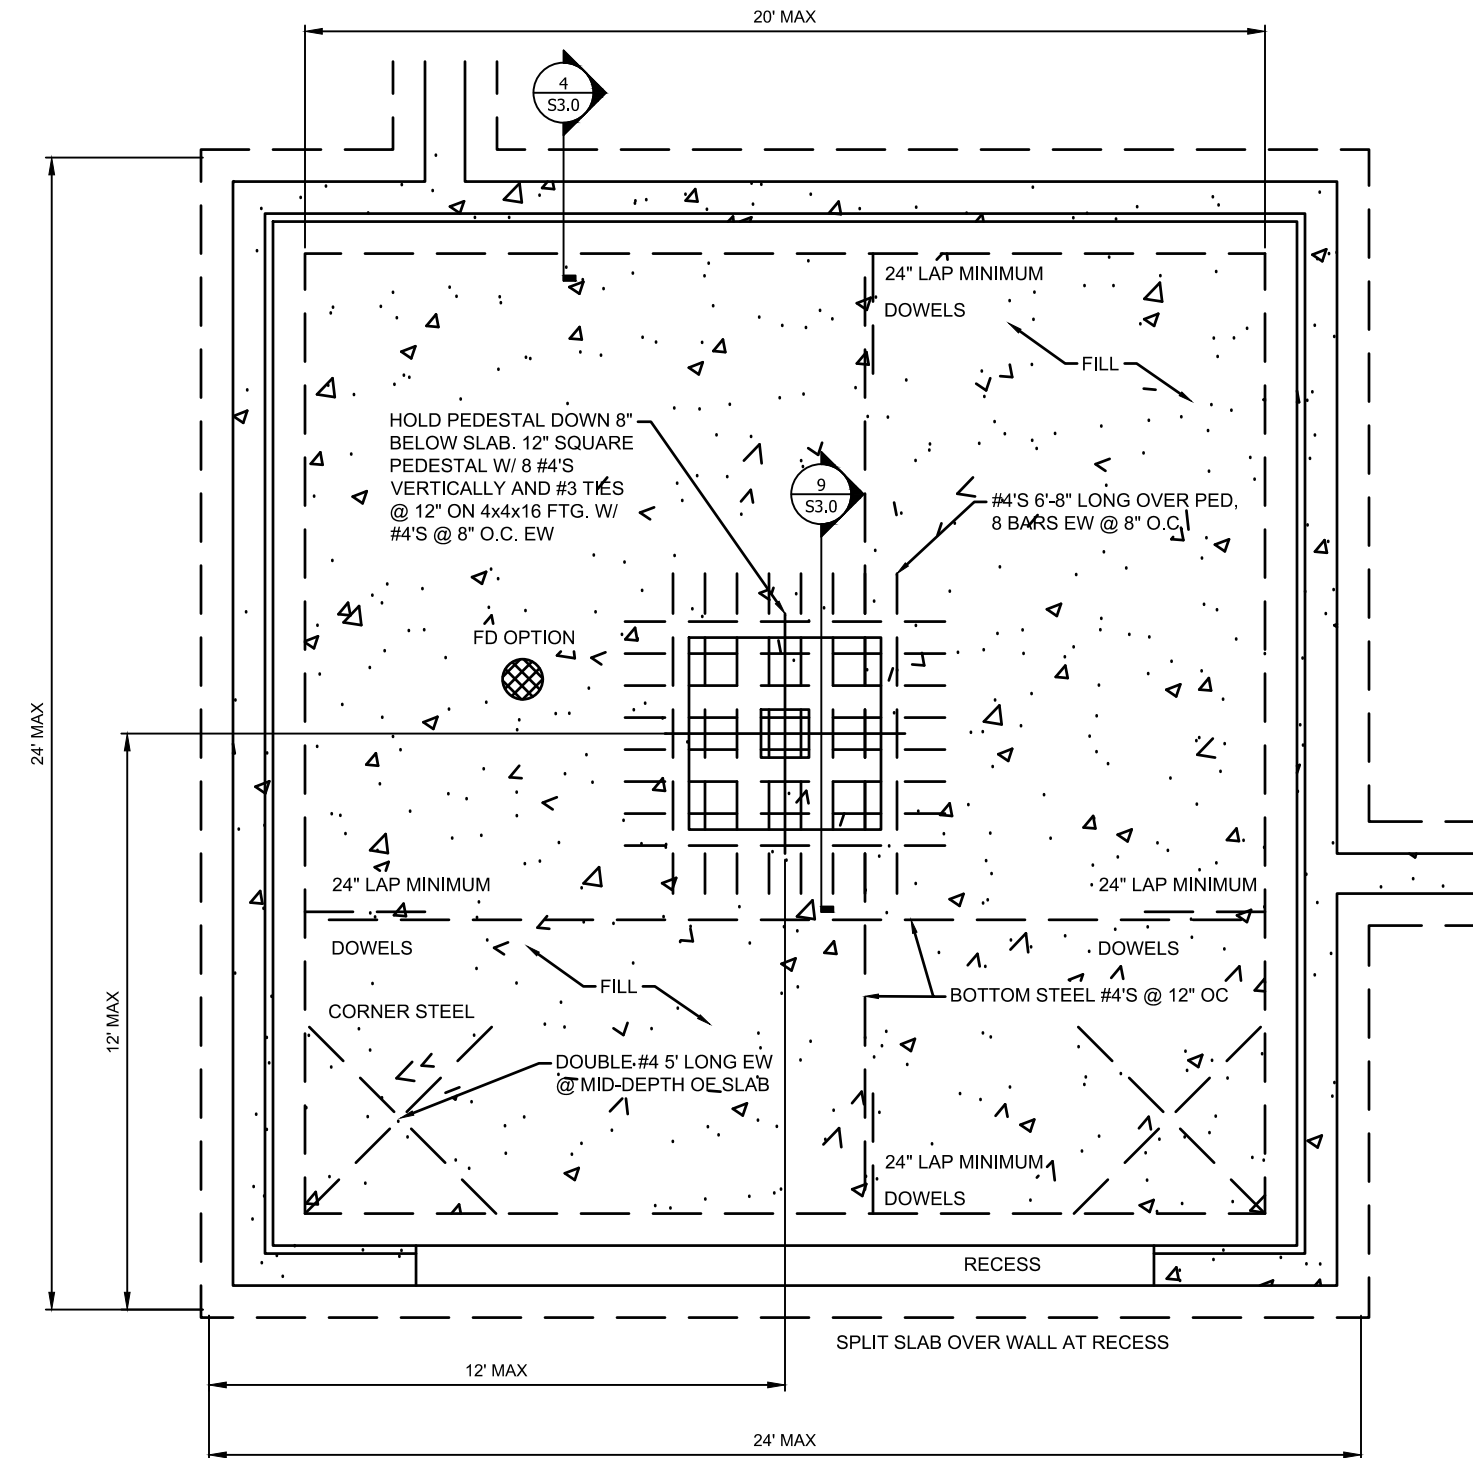 20' MAX
4
S3.0
24" LAP MINIMUM
DOWELS
FILL
HOLD PEDESTAL DOWN 8"
BELOW SLAB. 12" SQUARE
PEDESTAL W/ 8 #4'S
VERTICALLY AND #3 TIES
@ 12" ON 4x4x16 FTG. W/
#4'S @ 8" O.C. EW
9
S3.0
#4'S 6'-8" LONG OVER PED,
8 BARS EW @ 8" O.C.
FD OPTION
24' MAX
24" LAP MINIMUM
24" LAP MINIMUM
DOWELS
DOWELS
FILL
BOTTOM STEEL #4'S @ 12" OC
CORNER STEEL
12' MAX
DOUBLE #4 5' LONG EW
@ MID-DEPTH OF SLAB
24" LAP MINIMUM
DOWELS
RECESS
SPLIT SLAB OVER WALL AT RECESS
12' MAX
24' MAX